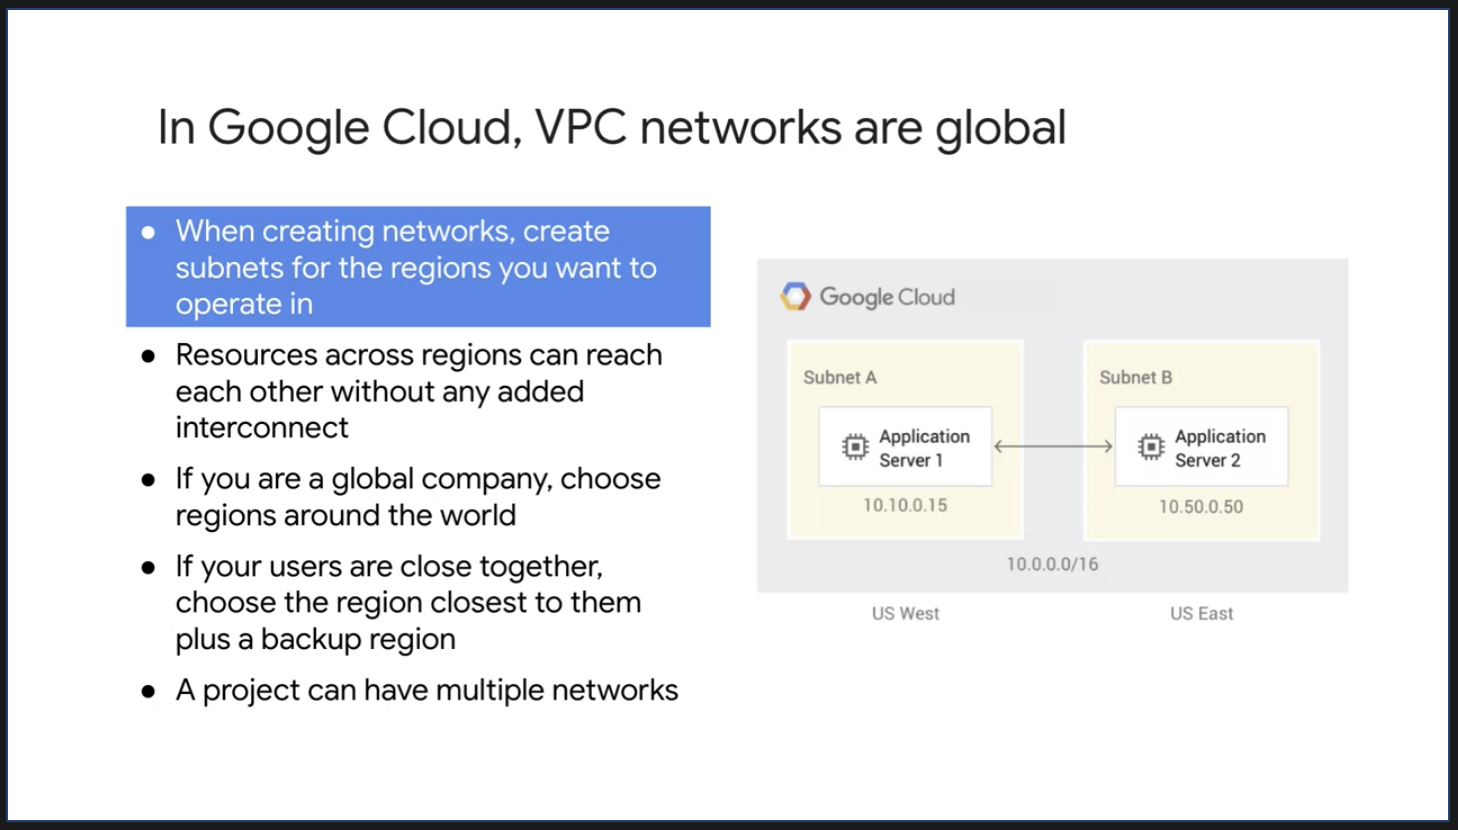 In Google Cloud, VPC networks are global
● When creating networks, create
subnets for the regions you want to
operate in
● Resources across regions can reach
each other without any added
interconnect
● If you are a global company, choose
regions around the world
● If your users are close together,
choose the region closest to them
plus a backup region
● A project can have multiple networks
Google Cloud
Subnet A
Application
Server 1
10.10.0.15
Subnet B
Application
Server 2
10.50.0.50
10.0.0.0/16
US West
US East